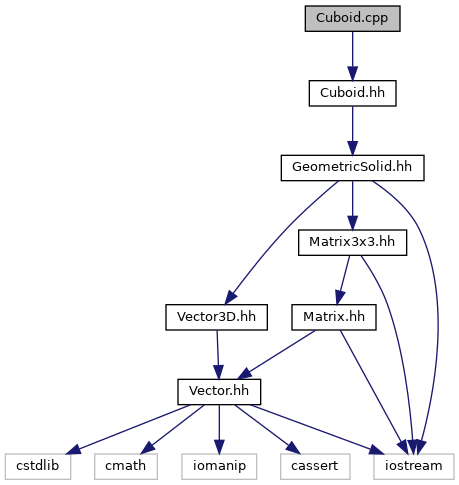 Cuboid.cpp
Cuboid.hh
GeometricSolid.hh
Matrix3x3.hh
Vector3D.hh
Matrix.hh
Vector.hh
cstdlib
cmath
iomanip
cassert
iostream